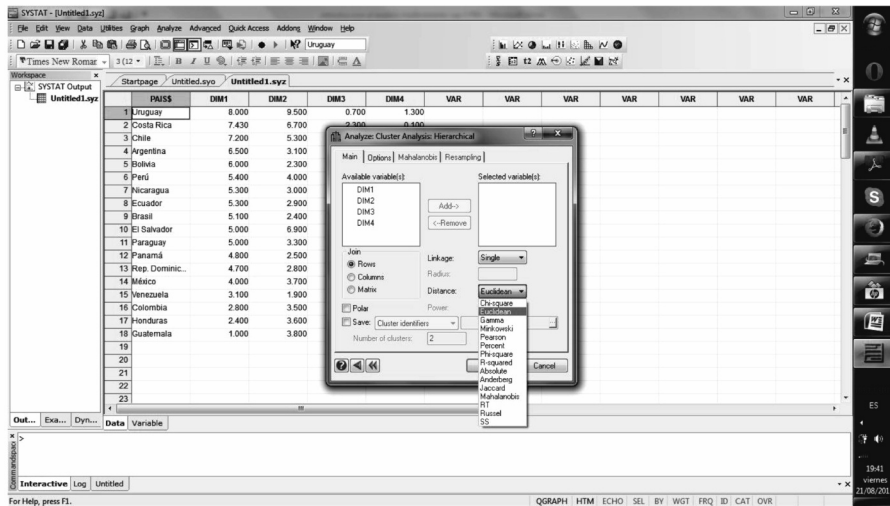 SYSTAT - [Untitled1.syz]
File Edit View Data Utilities Graph Analyze Advanced Quick Access Addons Window Help
Uruguay
Times New Romar 3 (12
Workspace
SYSTAT Output
Untitled1.syz
Startpage Untitled.syo Untitled1.syz
PAIS$ DIM1 DIM2 DIM3 DIM4 VAR VAR VAR VAR VAR VAR VAR
1 Uruguay 8.000 9.500 0.700 1.300
2 Costa Rica 7.430 6.700 2.300 0.100
3 Chile 7.200 5.300
4 Argentina 6.500 3.100
5 Bolivia 6.000 2.300
6 Perú 5.400 4.000
7 Nicaragua 5.300 3.000
8 Ecuador 5.300 2.900
9 Brasil 5.100 2.400
10 El Salvador 5.000 6.900
11 Paraguay 5.000 3.300
12 Panamá 4.800 2.500
13 Rep. Dominic... 4.700 2.800
14 México 4.000 3.700
15 Venezuela 3.100 1.900
16 Colombia 2.800 3.500
17 Honduras 2.400 3.600
18 Guatemala 1.000 3.800
19
20
21
22
23
Analyze: Cluster Analysis: Hierarchical
Main Options Mahalanobis Resampling
Available variable(s):
Selected variable(s):
DIM1
DIM2
DIM3
DIM4
Add-->
<--Remove
Join
Rows
Columns
Matrix
Linkage: Single
Radius:
Distance: Euclidean
Polar
Power:
Save: Cluster identifiers
Number of clusters: 2
Chi-square
Euclidean
Gamma
Minkowski
Pearson
Percent
Phi-square
R-squared
Absolute
Anderberg
Jaccard
Mahalanobis
RT
Russel
SS
Cancel
Out... Exa... Dyn...
Data Variable
Commandspace
>
Interactive Log Untitled
For Help, press F1.
QGRAPH HTM ECHO SEL BY WGT FRQ ID CAT OVR
ES
19:41
viernes
21/08/201